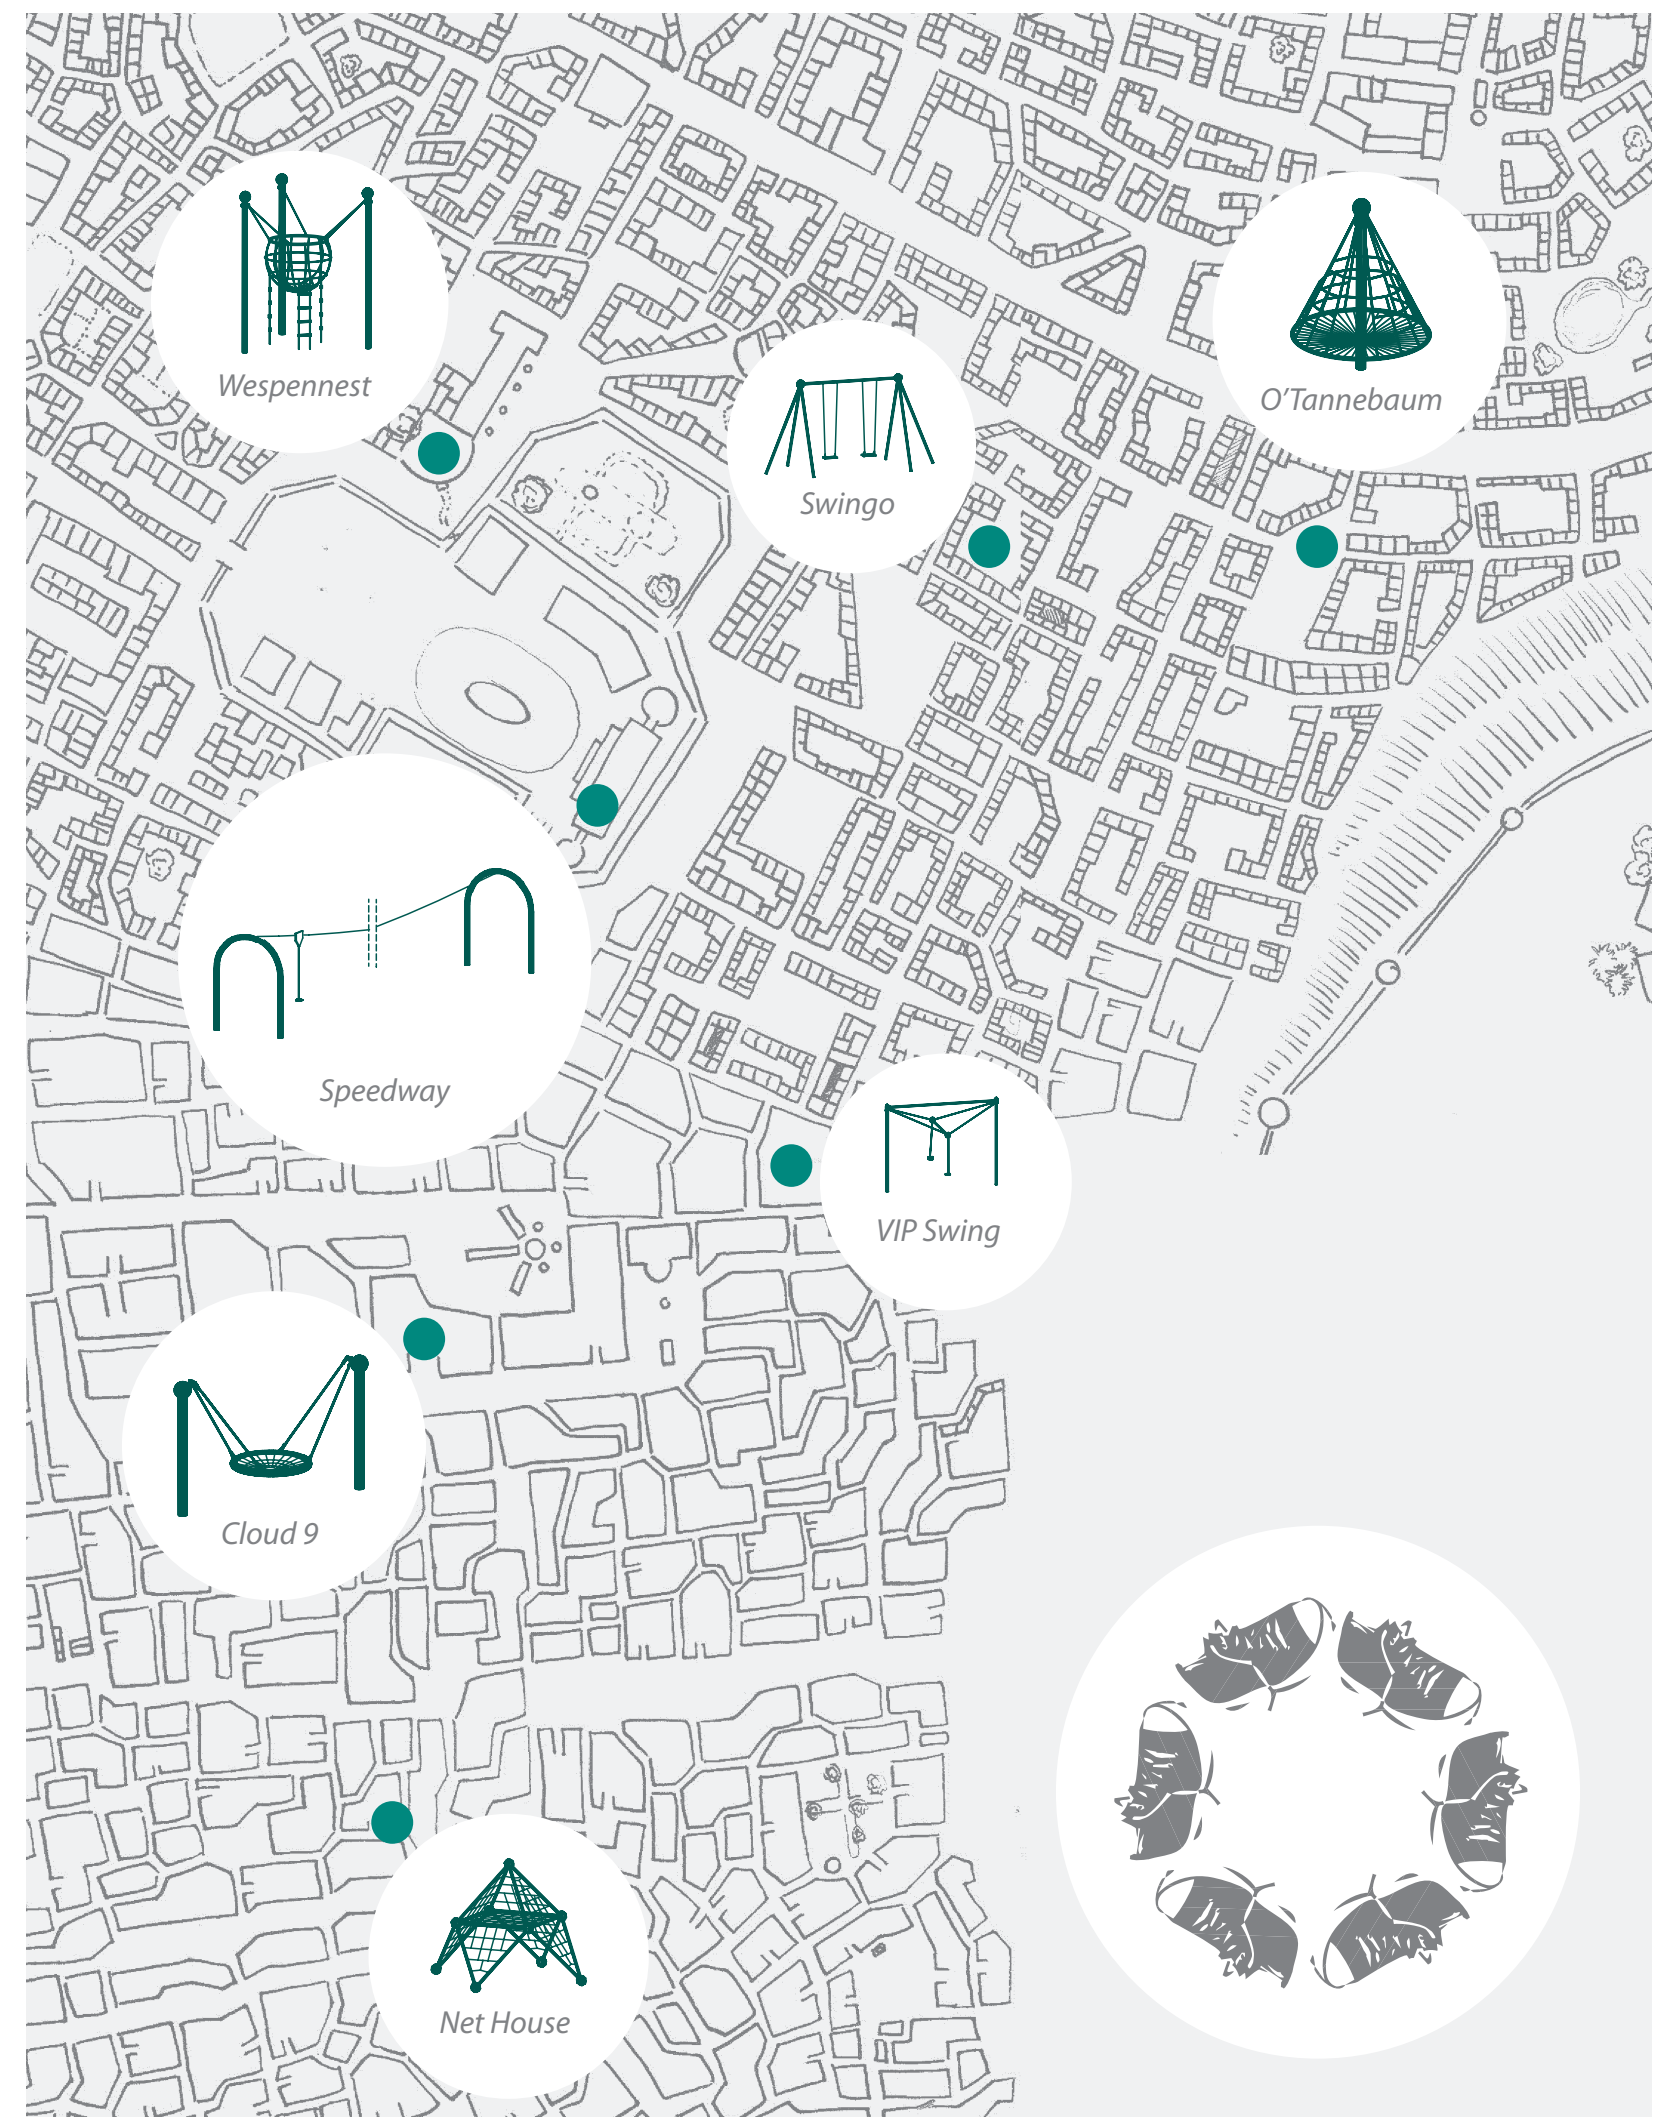 Wespennest
O’Tannebaum
Swingo
Speedway
VIP Swing
Cloud 9
Net House